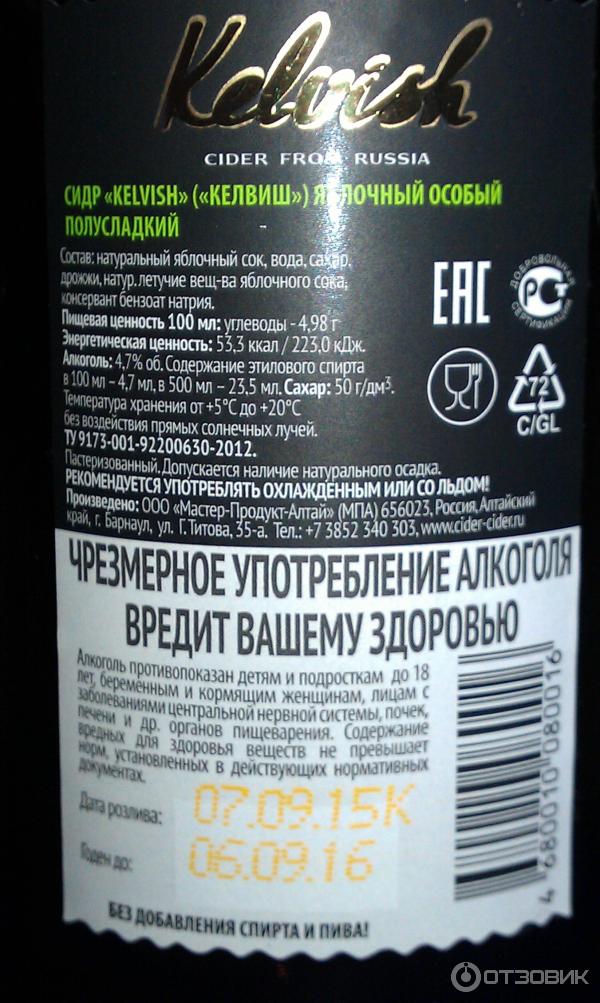 Kelvish
CIDER FROM RUSSIA
СИДР «KELVISH» («КЕЛВИШ») ЯБЛОЧНЫЙ ОСОБЫЙ
ПОЛУСЛАДКИЙ
Состав: натуральный яблочный сок, вода, сахар,
дрожжи, натур. летучие вещ-ва яблочного сока,
консервант бензоат натрия.
Пищевая ценность 100 мл: углеводы - 4,98 г
Энергетическая ценность: 53,3 ккал / 223,0 кДж.
Алкоголь: 4,7% об. Содержание этилового спирта
в 100 мл – 4,7 мл, в 500 мл – 23,5 мл. Сахар: 50 г/дм³.
Температура хранения от +5°С до +20°С
без воздействия прямых солнечных лучей.
ТУ 9173-001-92200630-2012.
Пастеризованный. Допускается наличие натурального осадка.
РЕКОМЕНДУЕТСЯ УПОТРЕБЛЯТЬ ОХЛАЖДЕННЫМ ИЛИ СО ЛЬДОМ!
Произведено: ООО «Мастер-Продукт-Алтай» (МПА) 656023, Россия, Алтайский
край, г. Барнаул, ул. Г. Титова, 35-а. Тел.: +7 3852 340 303, www.cider-cider.ru
ЕАС
ДОБРОВОЛЬНАЯ
РСТ
СЕРТИФИКАЦИЯ
72
C/GL
ЧРЕЗМЕРНОЕ УПОТРЕБЛЕНИЕ АЛКОГОЛЯ
ВРЕДИТ ВАШЕМУ ЗДОРОВЬЮ
Алкоголь противопоказан детям и подросткам до 18
лет, беременным и кормящим женщинам, лицам с
заболеваниями центральной нервной системы, почек,
печени и др. органов пищеварения. Содержание
вредных для здоровья веществ не превышает
норм, установленных в действующих нормативных
документах.
Дата розлива: 07.09.15К
Годен до: 06.09.16
4 680010 080016
БЕЗ ДОБАВЛЕНИЯ СПИРТА И ПИВА!
ОТЗОВИК